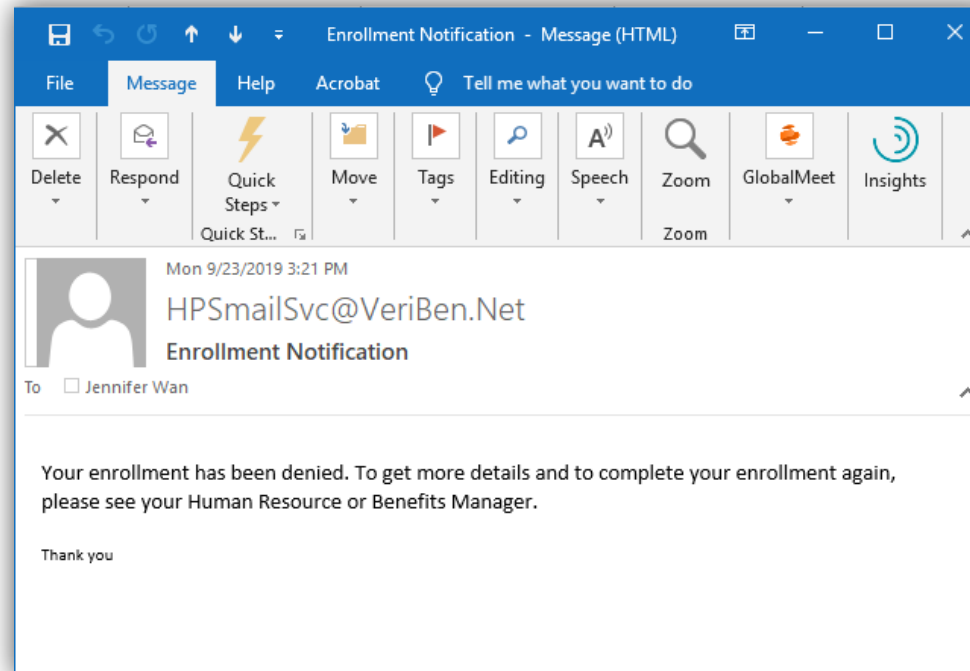 Enrollment Notification - Message (HTML)
File Message Help Acrobat Tell me what you want to do
Delete Respond Quick Steps Move Tags Editing Speech Zoom GlobalMeet Insights
Quick St... Zoom
Mon 9/23/2019 3:21 PM
HPSmailSvc@VeriBen.Net
Enrollment Notification
To Jennifer Wan
Your enrollment has been denied. To get more details and to complete your enrollment again,
please see your Human Resource or Benefits Manager.
Thank you